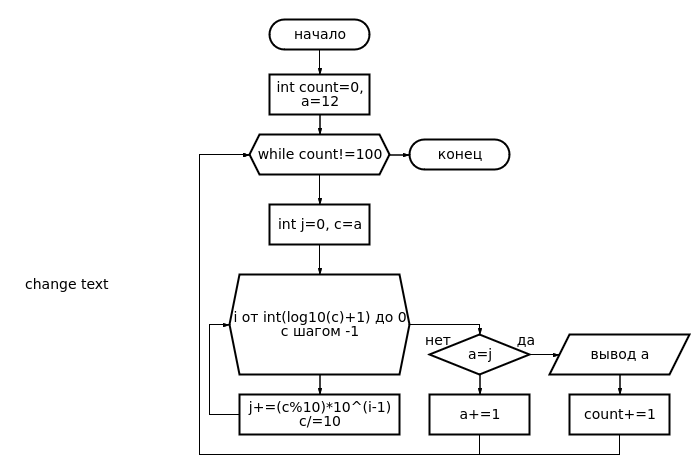 начало
int count=0,
a=12
while count!=100
конец
int j=0, c=a
change text
i от int(log10(c)+1) до 0
с шагом -1
нет
да
a=j
вывод a
j+=(c%10)*10^(i-1)
c/=10
a+=1
count+=1